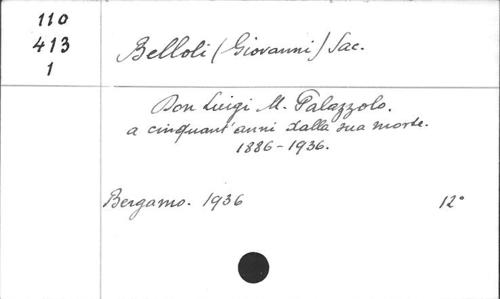 110
413
1
Belloli (Giovanni) Sac.
Don Luigi M. Palazzolo.
a cinquant'anni dalla sua morte.
1886-1936.
Bergamo. 1936 12°